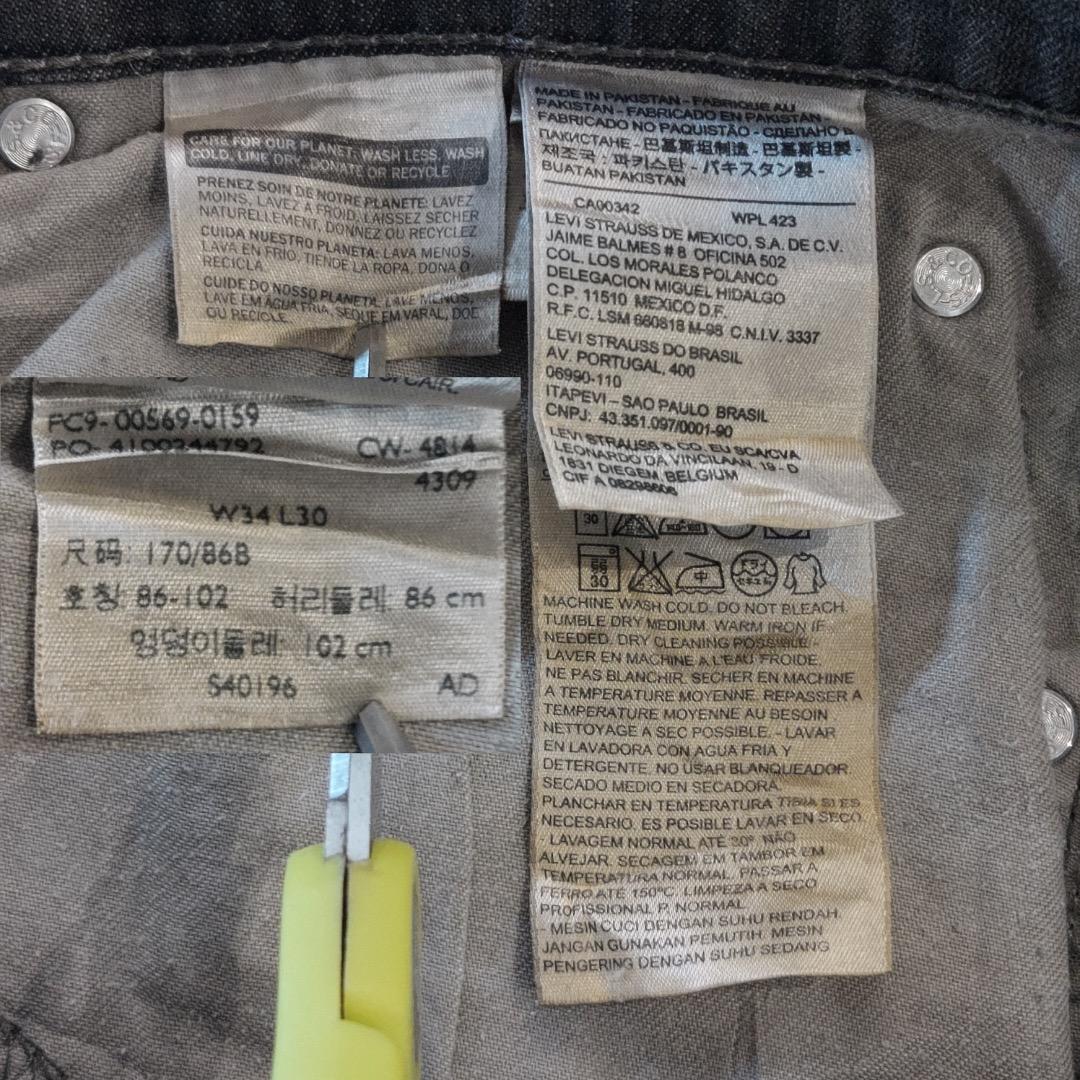 CARE FOR OUR PLANET: WASH LESS, WASH
COLD, LINE DRY, DONATE OR RECYCLE
PRENEZ SOIN DE NOTRE PLANETE: LAVEZ
MOINS, LAVEZ À FROID, LAISSEZ SECHER
NATURELLEMENT, DONNEZ OU RECYCLEZ
CUIDA NUESTRO PLANETA: LAVA MENOS,
LAVA EN FRIO, TIENDE LA ROPA, DONA O
RECICLA.
CUIDE DO NOSSO PLANETA. LAVE MENOS,
LAVE EM ÁGUA FRIA, SEQUE EM VARAL, DOE
OU RECICLE.
FC9-00569-0159
PO-4100244792 CW-4814
4309
W34 L30
尺码: 170/86B
호칭 86-102 허리둘레: 86 cm
엉덩이둘레: 102 cm
S40196 AD
MADE IN PAKISTAN - FABRIQUE AU
PAKISTAN - FABRICADO EN PAKISTAN -
FABRICADO NO PAQUISTÃO - СДЕЛАНО В
ПАКИСТАНЕ - 巴基斯坦制造 - 巴基斯坦製 -
제조국 : 파키스탄 - パキスタン製 -
BUATAN PAKISTAN
CA00342 WPL 423
LEVI STRAUSS DE MEXICO, S.A. DE C.V.
JAIME BALMES # 8 OFICINA 502
COL. LOS MORALES POLANCO
DELEGACION MIGUEL HIDALGO
C.P. 11510 MEXICO D.F.
R.F.C. LSM 660818 M-98 C.N.I.V. 3337
LEVI STRAUSS DO BRASIL
AV. PORTUGAL, 400
06990-110
ITAPEVI – SAO PAULO BRASIL
CNPJ: 43.351.097/0001-90
LEVI STRAUSS & CO. EU SCA/CVA
LEONARDO DA VINCILAAN, 19 - D
1831 DIEGEM, BELGIUM
CIF A 08298606
30
30 中
MACHINE WASH COLD. DO NOT BLEACH.
TUMBLE DRY MEDIUM. WARM IRON IF
NEEDED. DRY CLEANING POSSIBLE -
LAVER EN MACHINE A L'EAU FROIDE.
NE PAS BLANCHIR. SECHER EN MACHINE
A TEMPERATURE MOYENNE. REPASSER A
TEMPERATURE MOYENNE AU BESOIN
NETTOYAGE A SEC POSSIBLE. - LAVAR
EN LAVADORA CON AGUA FRIA Y
DETERGENTE. NO USAR BLANQUEADOR.
SECADO MEDIO EN SECADORA.
PLANCHAR EN TEMPERATURA TIBIA SI ES
NECESARIO. ES POSIBLE LAVAR EN SECO.
- LAVAGEM NORMAL ATÉ 30°. NÃO
ALVEJAR. SECAGEM EM TAMBOR EM
TEMPERATURA NORMAL. PASSAR A
FERRO ATÉ 150°C. LIMPEZA A SECO
PROFISSIONAL P. NORMAL.
- MESIN CUCI DENGAN SUHU RENDAH.
JANGAN GUNAKAN PEMUTIH. MESIN
PENGERING DENGAN SUHU SEDANG